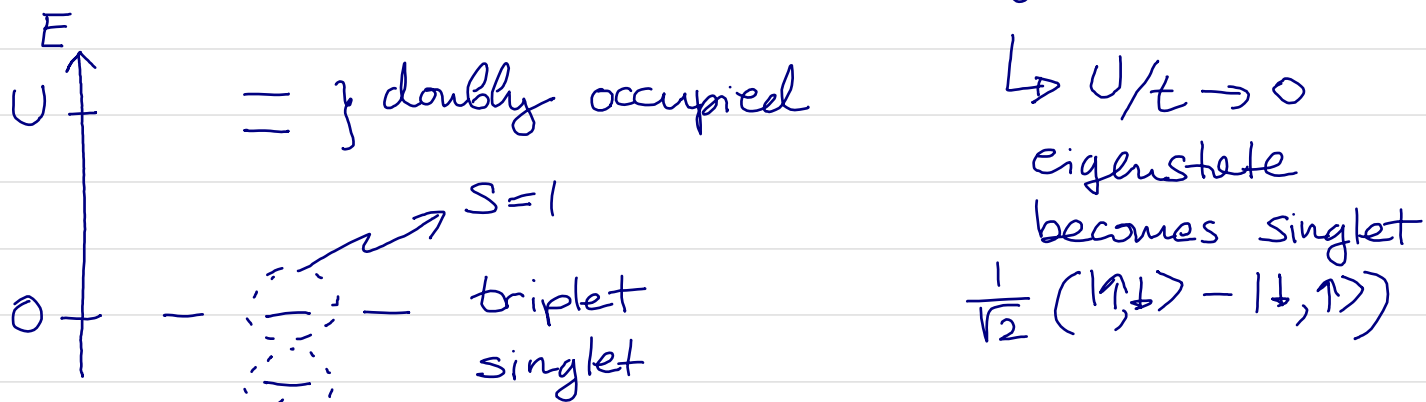 E
U = } doubly occupied
S=1
0 — — — triplet
singlet
↳ U/t → 0
eigenstate
becomes singlet
1/√2 (|↑,↓> − |↓,↑>)